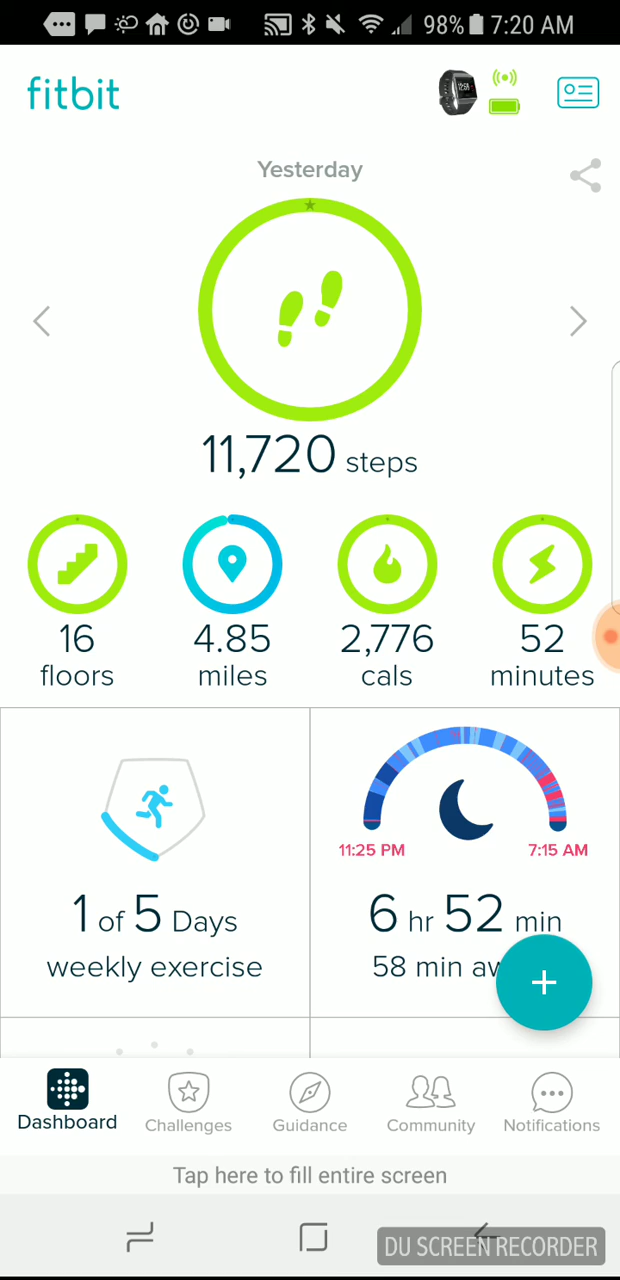 98% 7:20 AM
fitbit
Yesterday
11,720 steps
16 4.85 2,776 52
floors miles cals minutes
11:25 PM 7:15 AM
1 of 5 Days 6 hr 52 min
weekly exercise 58 min aw
Dashboard Challenges Guidance Community Notifications
Tap here to fill entire screen
DU SCREEN RECORDER